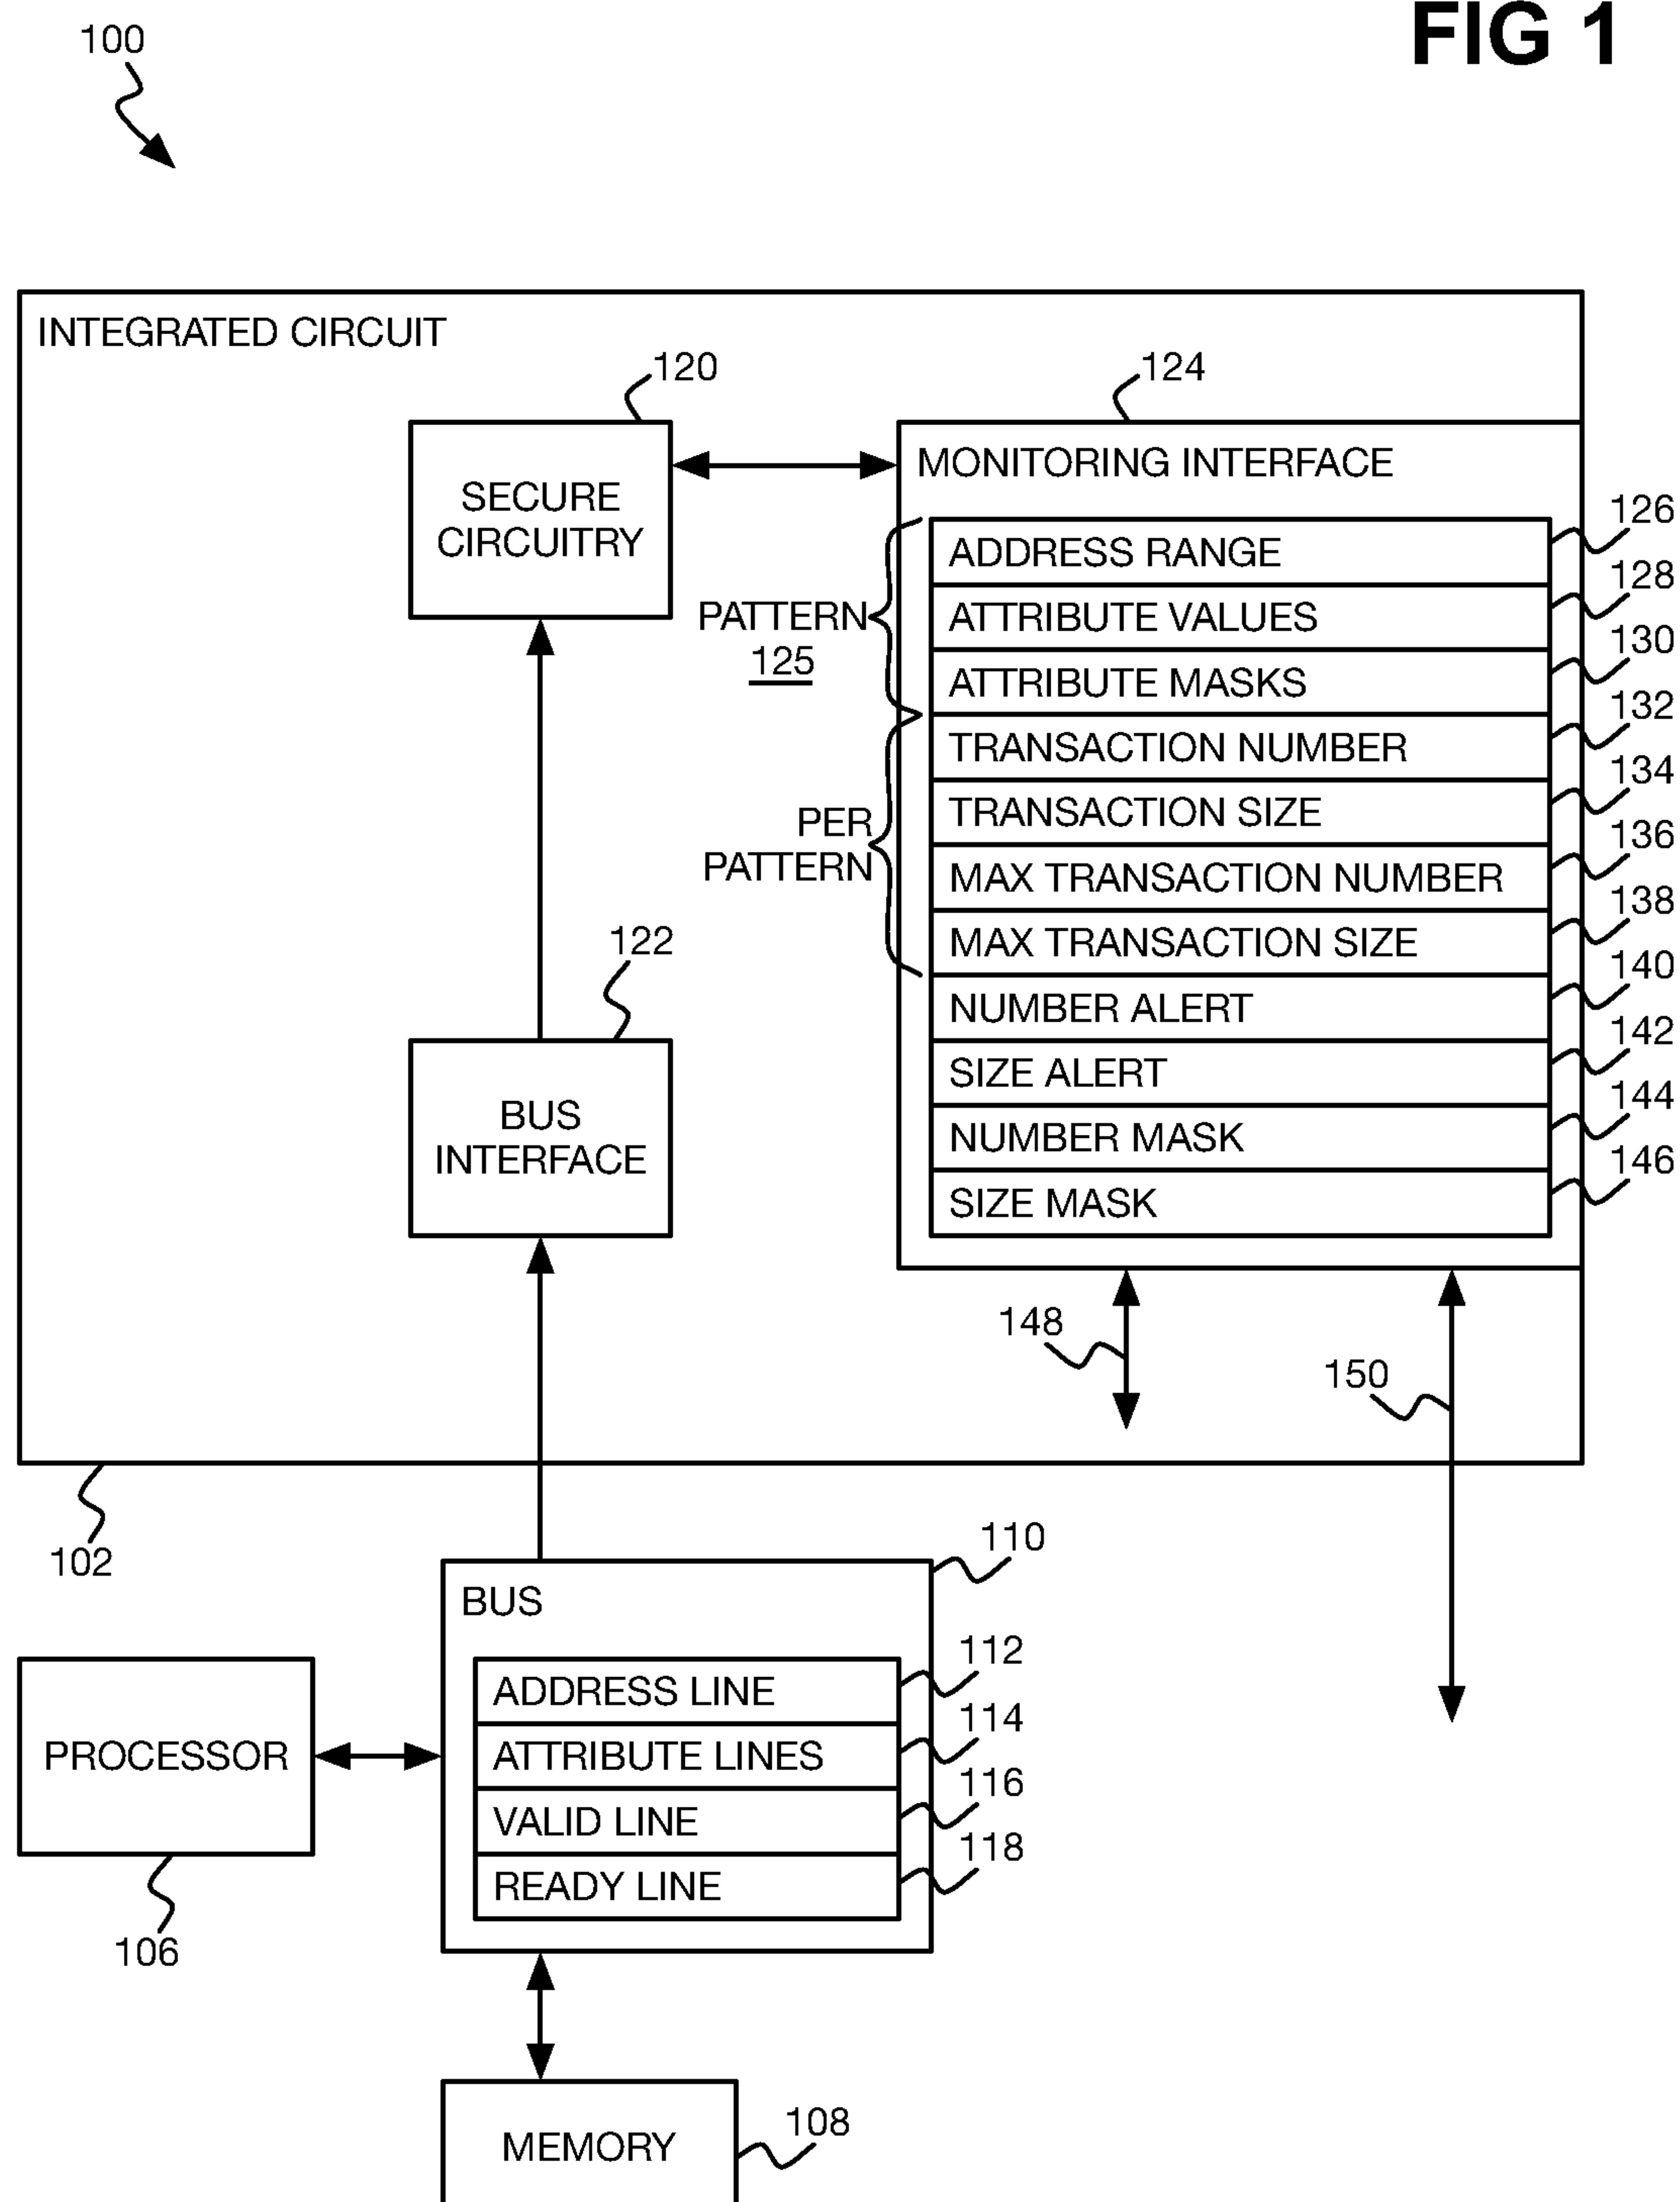 FIG 1
100
INTEGRATED CIRCUIT
120
124
SECURE
CIRCUITRY
MONITORING INTERFACE
126
ADDRESS RANGE
128
ATTRIBUTE VALUES
PATTERN
125
130
ATTRIBUTE MASKS
132
TRANSACTION NUMBER
134
TRANSACTION SIZE
PER
PATTERN
136
MAX TRANSACTION NUMBER
138
MAX TRANSACTION SIZE
140
NUMBER ALERT
142
SIZE ALERT
144
NUMBER MASK
146
SIZE MASK
122
BUS
INTERFACE
148
150
102
110
BUS
112
ADDRESS LINE
114
ATTRIBUTE LINES
116
VALID LINE
118
READY LINE
PROCESSOR
106
MEMORY
108